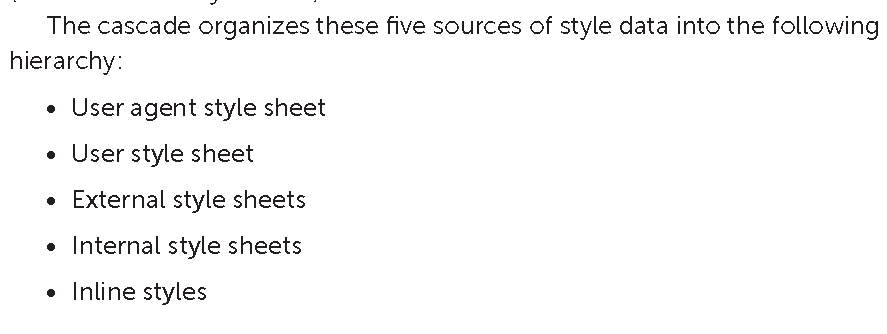 The cascade organizes these five sources of style data into the following
hierarchy:
• User agent style sheet
• User style sheet
• External style sheets
• Internal style sheets
• Inline styles